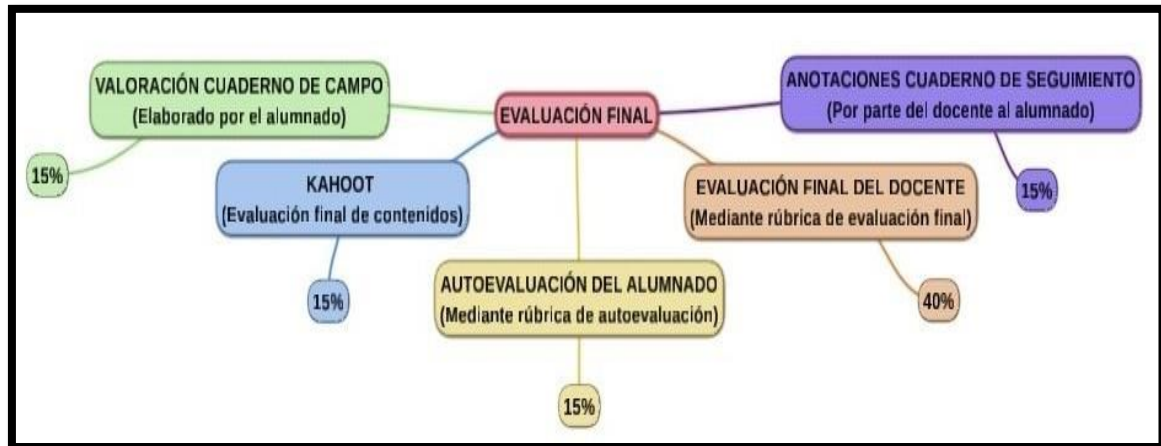 EVALUACIÓN FINAL
VALORACIÓN CUADERNO DE CAMPO
(Elaborado por el alumnado)
15%
KAHOOT
(Evaluación final de contenidos)
15%
AUTOEVALUACIÓN DEL ALUMNADO
(Mediante rúbrica de autoevaluación)
15%
EVALUACIÓN FINAL DEL DOCENTE
(Mediante rúbrica de evaluación final)
40%
ANOTACIONES CUADERNO DE SEGUIMIENTO
(Por parte del docente al alumnado)
15%